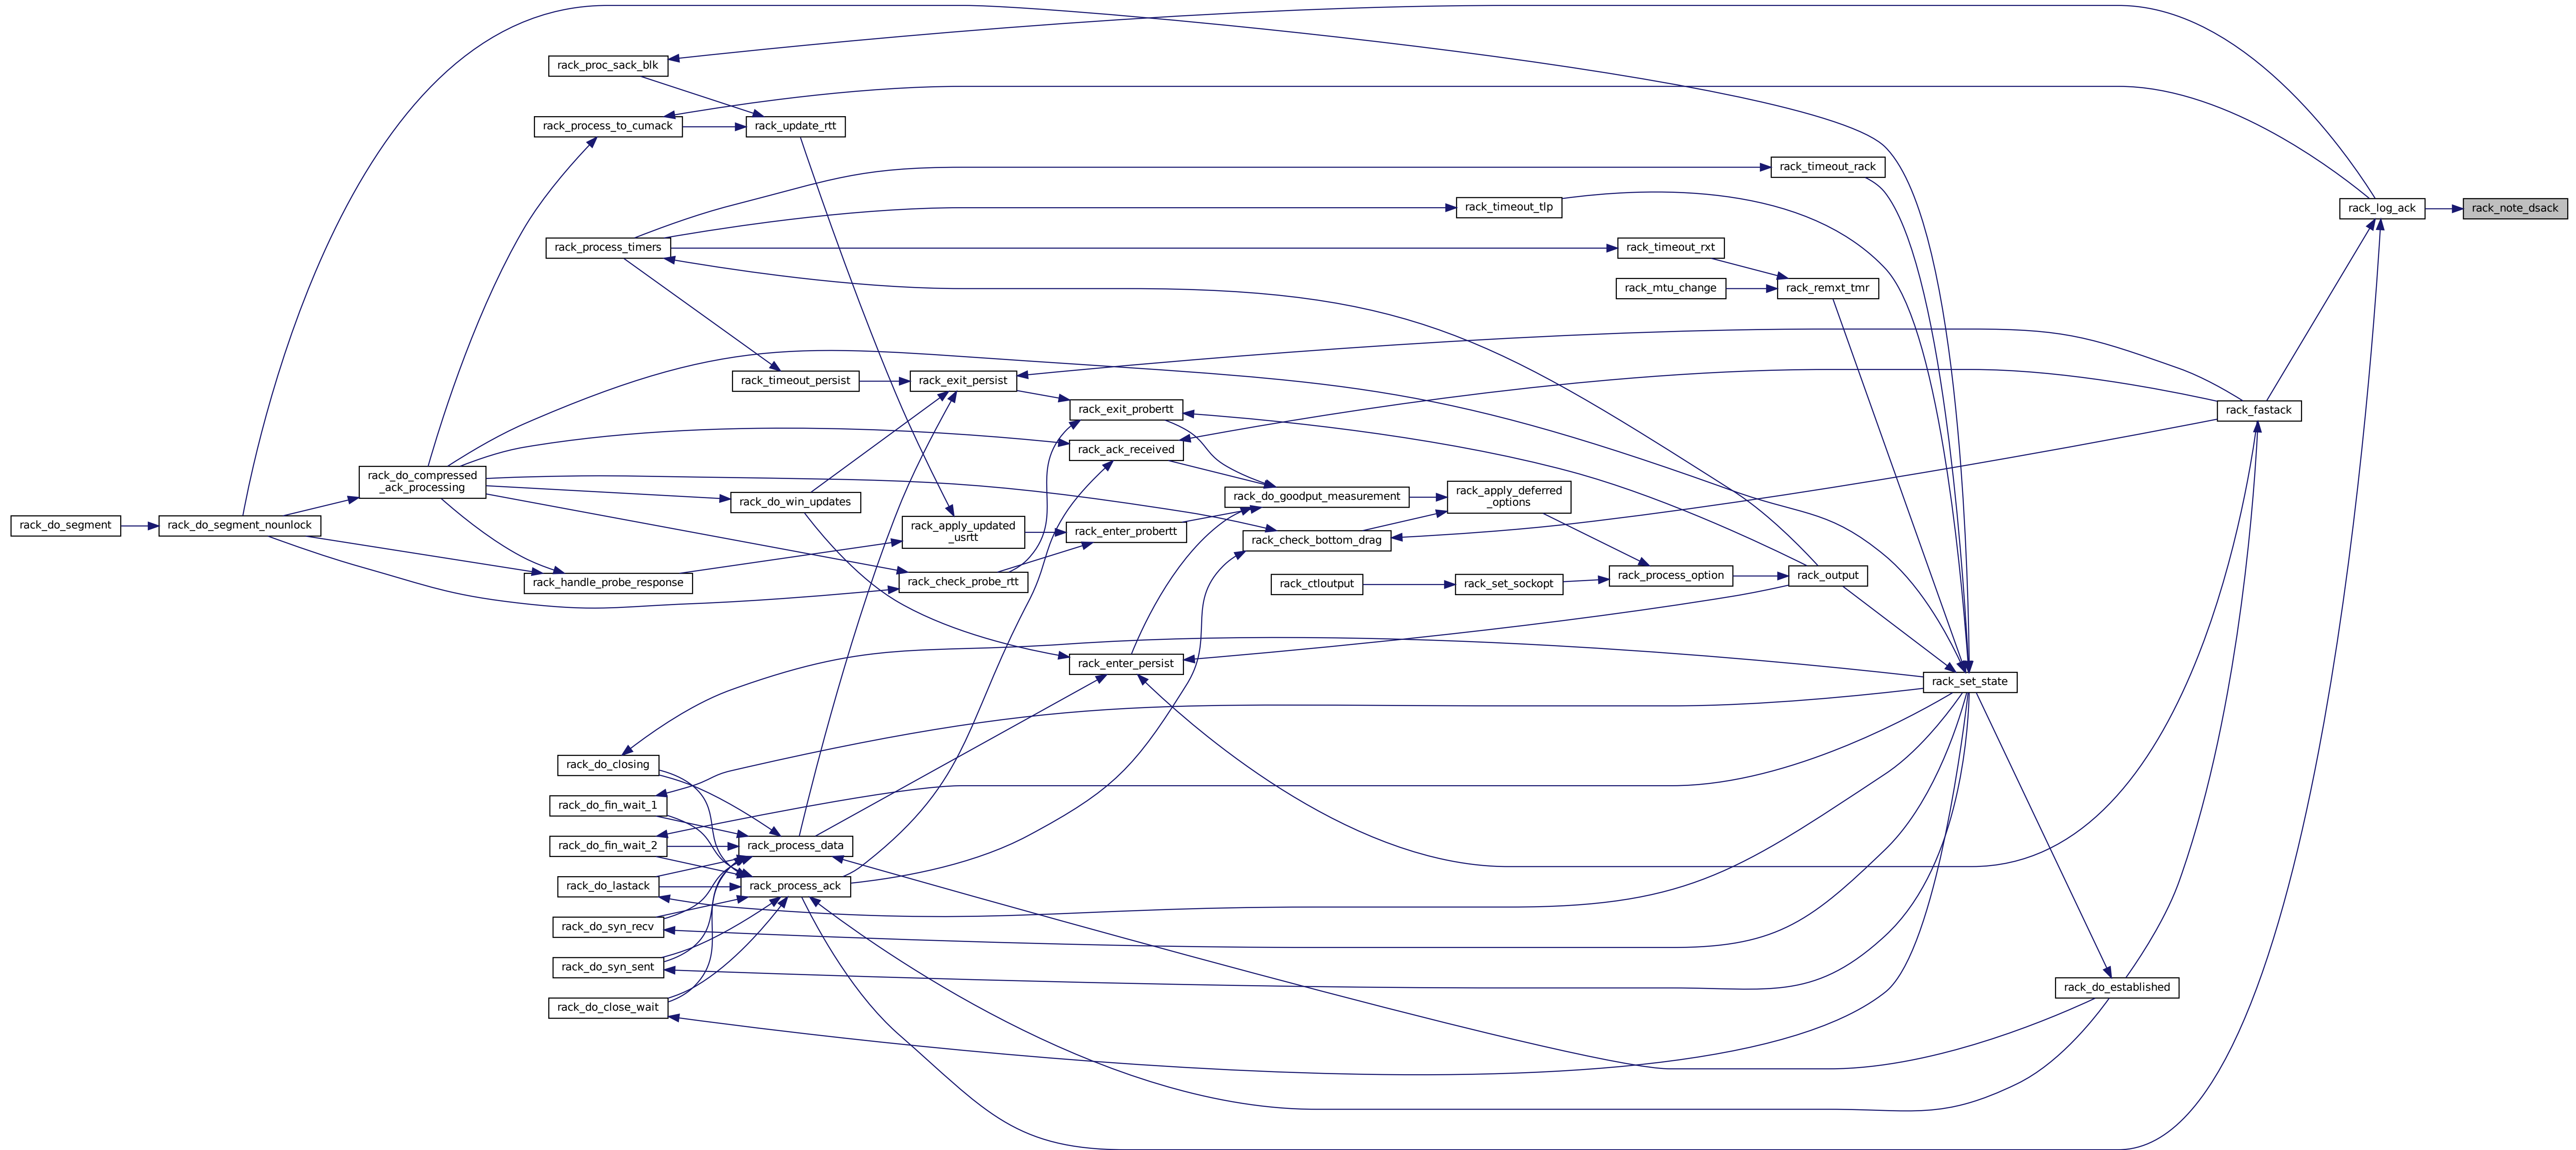 rack_proc_sack_blk
rack_process_to_cumack
rack_update_rtt
rack_timeout_rack
rack_timeout_tlp
rack_log_ack
rack_note_dsack
rack_process_timers
rack_timeout_rxt
rack_mtu_change
rack_remxt_tmr
rack_timeout_persist
rack_exit_persist
rack_exit_probertt
rack_fastack
rack_ack_received
rack_do_compressed
_ack_processing
rack_do_win_updates
rack_do_goodput_measurement
rack_apply_deferred
_options
rack_do_segment
rack_do_segment_nounlock
rack_apply_updated
_usrtt
rack_enter_probertt
rack_check_bottom_drag
rack_handle_probe_response
rack_check_probe_rtt
rack_ctloutput
rack_set_sockopt
rack_process_option
rack_output
rack_enter_persist
rack_set_state
rack_do_closing
rack_do_fin_wait_1
rack_do_fin_wait_2
rack_process_data
rack_do_lastack
rack_process_ack
rack_do_syn_recv
rack_do_syn_sent
rack_do_established
rack_do_close_wait